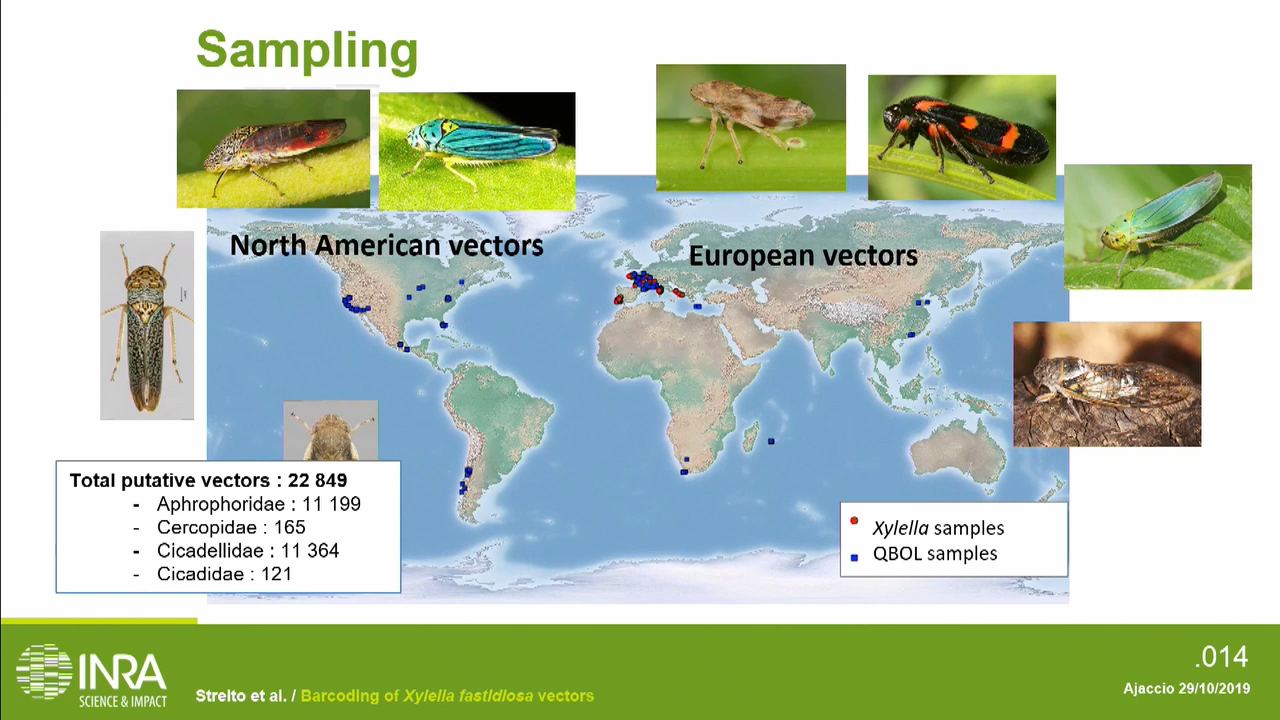 Sampling
North American vectors
European vectors
Total putative vectors : 22 849
- Aphrophoridae : 11 199
- Cercopidae : 165
- Cicadellidae : 11 364
- Cicadidae : 121
Xylella samples
QBOL samples
INRA
SCIENCE & IMPACT
Streito et al. / Barcoding of Xylella fastidiosa vectors
.014
Ajaccio 29/10/2019